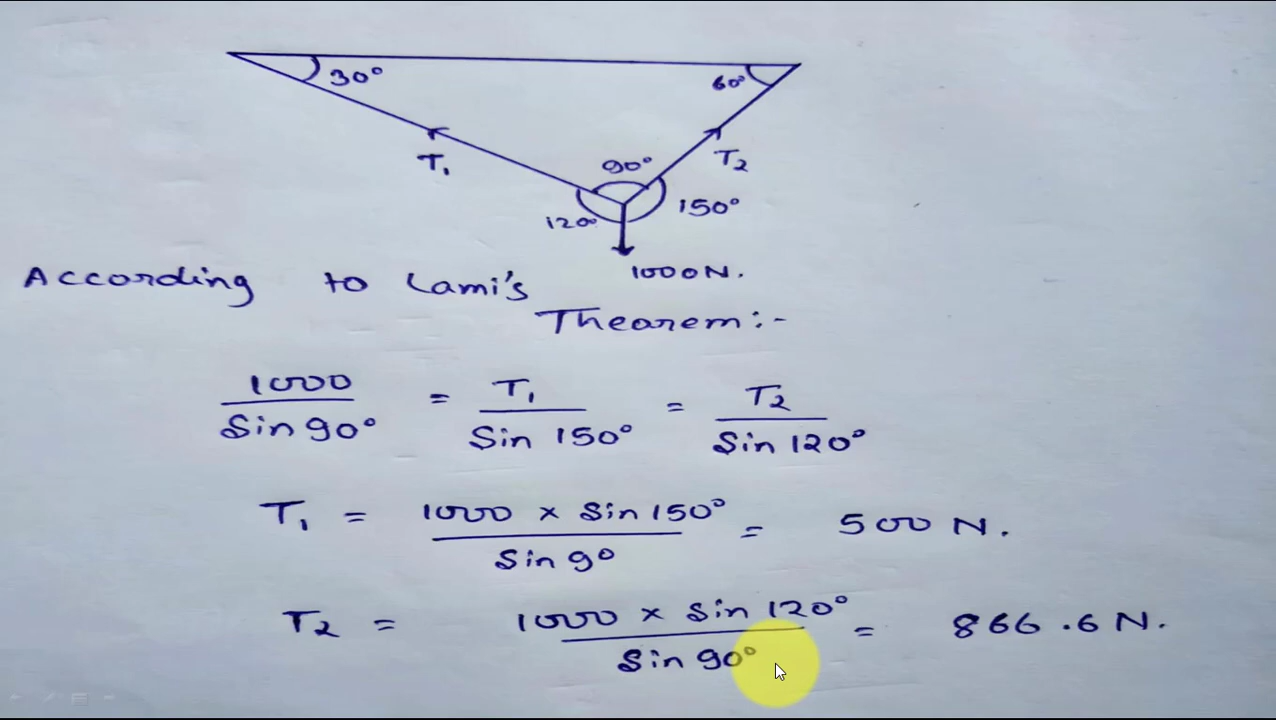 30° 60°
T₁ 90° T₂
120° 150°
1000N.
According to Lami's
Thearem:-
1000 / Sin 90° = T₁ / Sin 150° = T₂ / Sin 120°
T₁ = 1000 x Sin 150° / Sin 90 = 500 N.
T₂ = 1000 x Sin 120° / Sin 90° = 866.6 N.